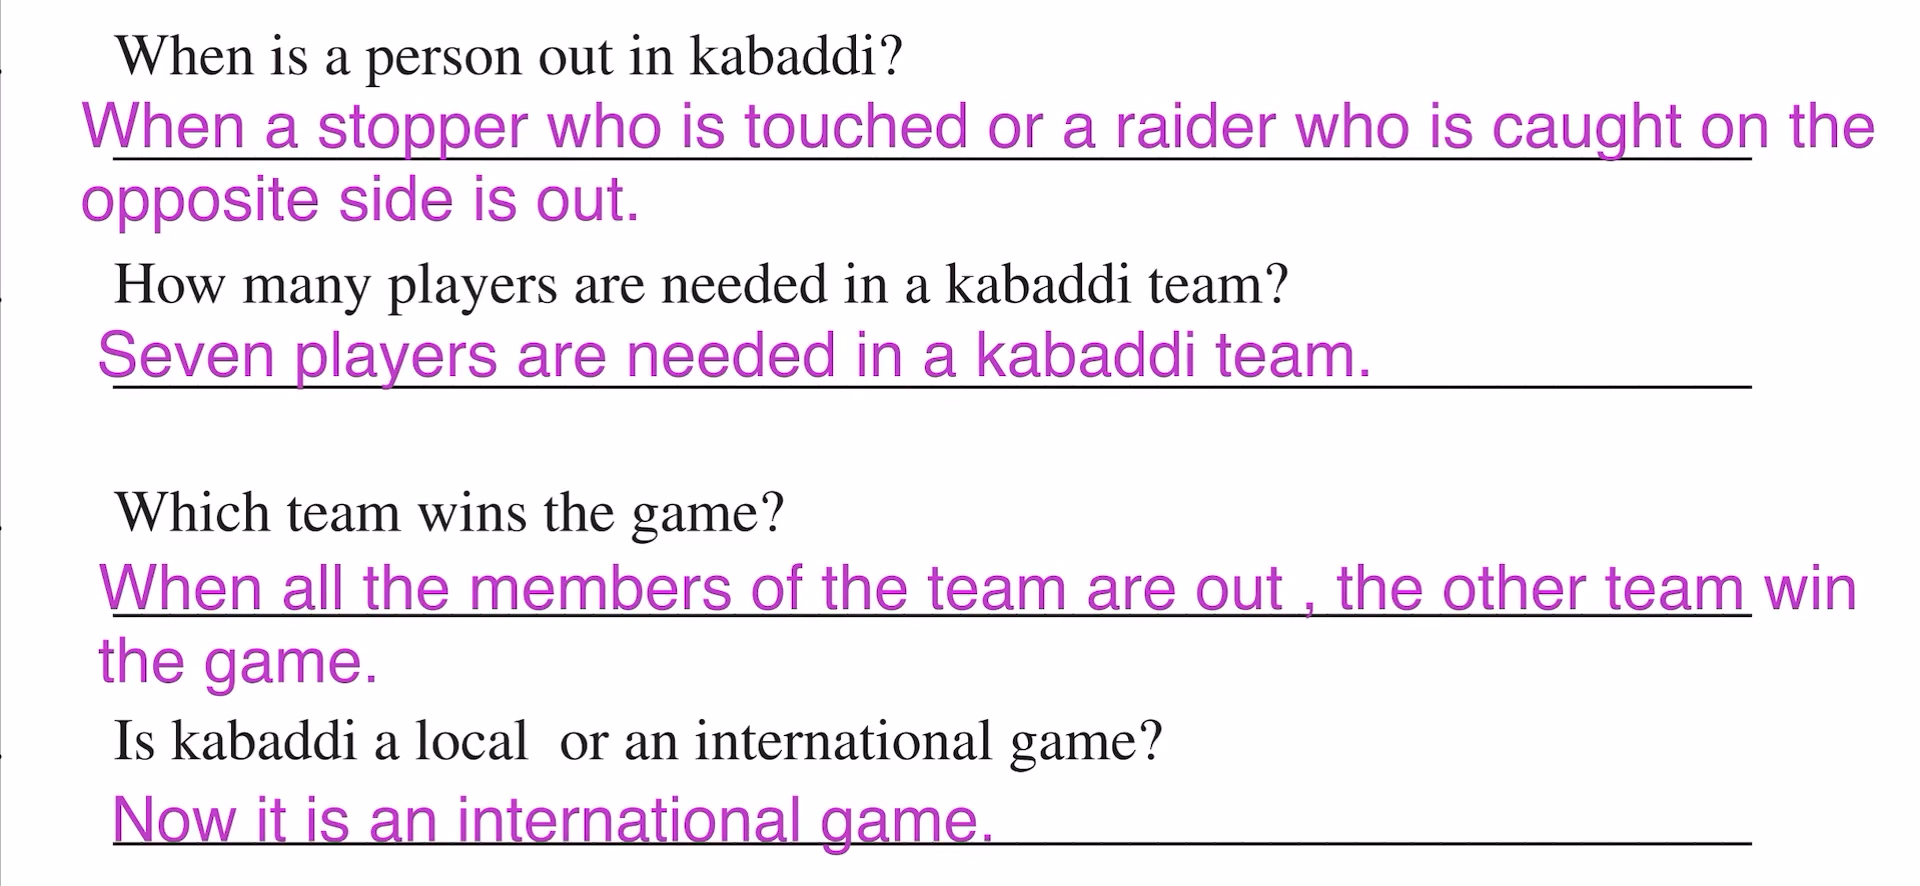 When is a person out in kabaddi?
When a stopper who is touched or a raider who is caught on the
opposite side is out.
How many players are needed in a kabaddi team?
Seven players are needed in a kabaddi team.
Which team wins the game?
When all the members of the team are out , the other team win
the game.
Is kabaddi a local  or an international game?
Now it is an international game.